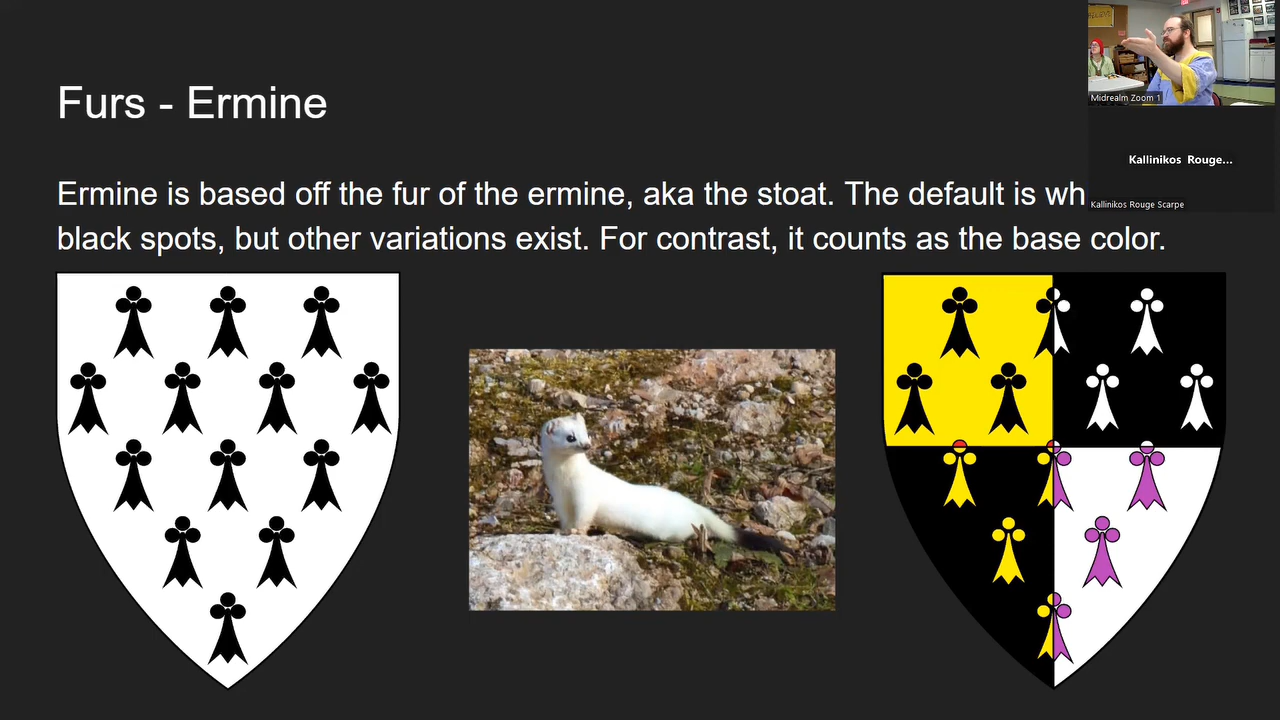 Furs - Ermine
Ermine is based off the fur of the ermine, aka the stoat. The default is wh
black spots, but other variations exist. For contrast, it counts as the base color.
Midrealm Zoom 1
Kallinikos Rouge...
Kallinikos Rouge Scarpe